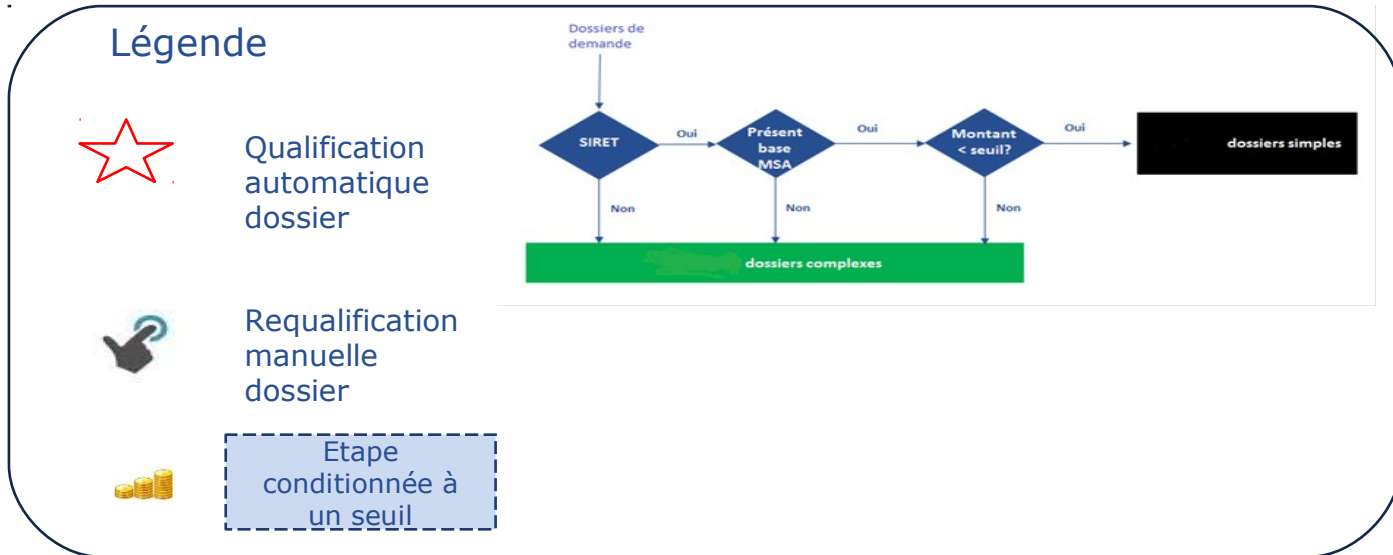 Légende
Qualification
automatique
dossier
Requalification
manuelle
dossier
Etape
conditionnée à
un seuil
Dossiers de
demande
SIRET
Oui
Présent
base
MSA
Oui
Montant
< seuil?
Oui
dossiers simples
Non
Non
Non
dossiers complexes